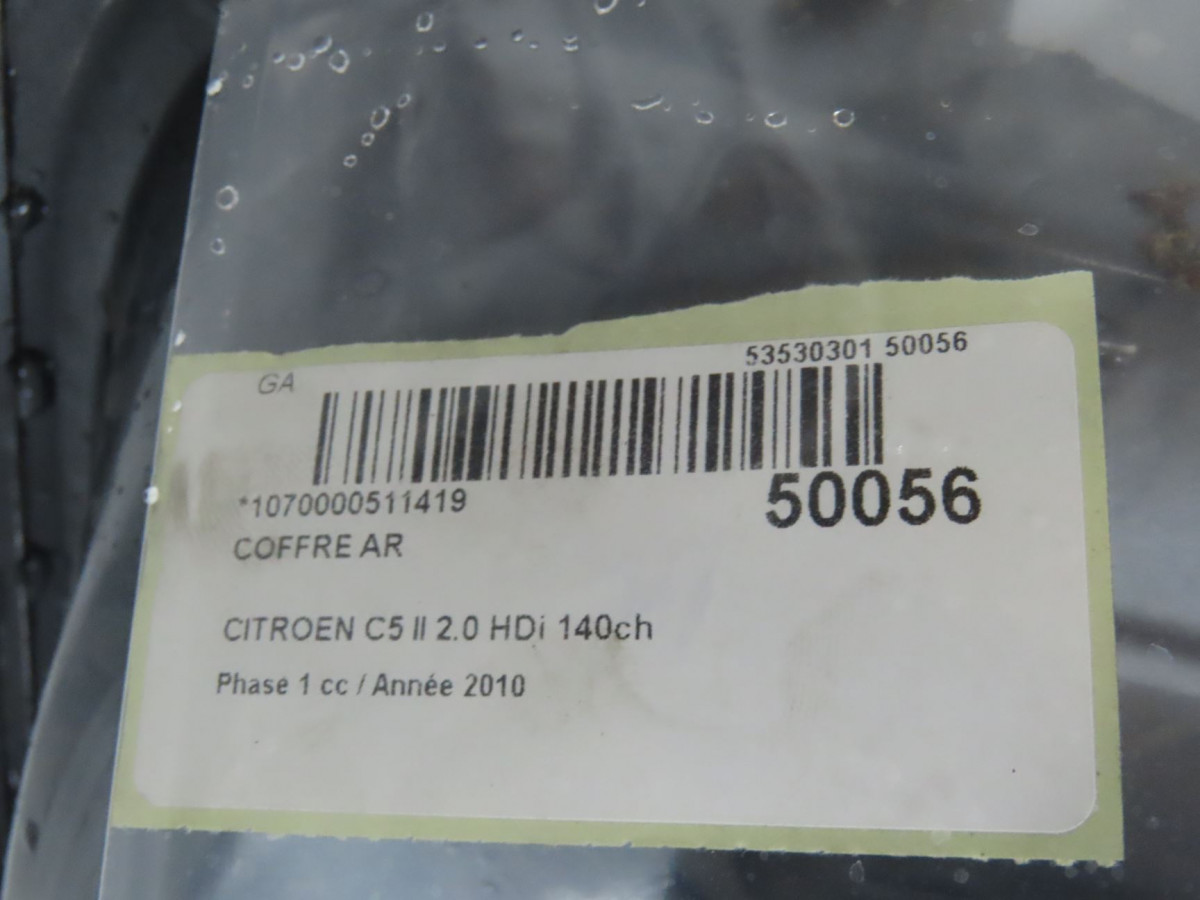 GA 53530301 50056
*1070000511419 50056
COFFRE AR
CITROEN C5 II 2.0 HDi 140ch
Phase 1 cc / Année 2010